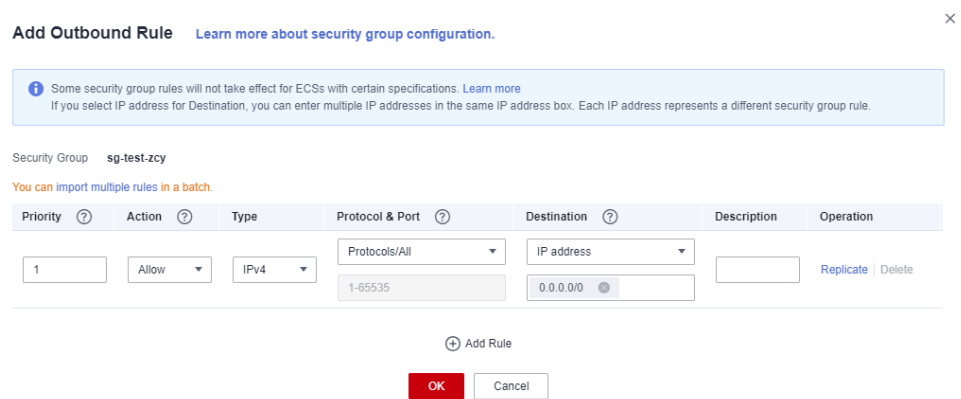 Add Outbound Rule Learn more about security group configuration.
Some security group rules will not take effect for ECSs with certain specifications. Learn more
If you select IP address for Destination, you can enter multiple IP addresses in the same IP address box. Each IP address represents a different security group rule.
Security Group sg-test-zcy
You can import multiple rules in a batch.
Priority ? Action ? Type Protocol & Port ? Destination ? Description Operation
Protocols/All IP address
1 Allow IPv4 Replicate Delete
1-65535 0.0.0.0/0
Add Rule
OK Cancel